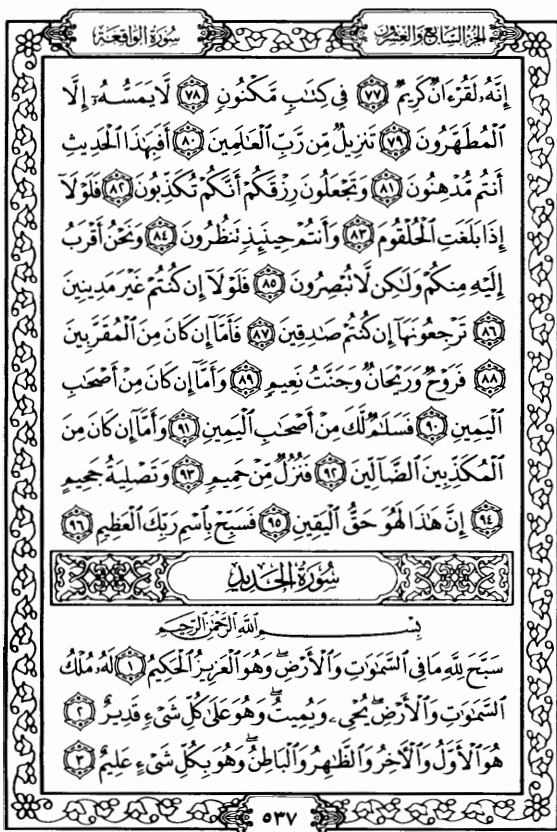 الجزء السابع والعشرون
سورة الواقعة
إِنَّهُۥ لَقُرْءَانٌ كَرِيمٌ ٧٧ فِى كِتَٰبٍ مَّكْنُونٍ ٧٨ لَّا يَمَسُّهُۥٓ إِلَّا
ٱلْمُطَهَّرُونَ ٧٩ تَنزِيلٌ مِّن رَّبِّ ٱلْعَٰلَمِينَ ٨٠ أَفَبِهَٰذَا ٱلْحَدِيثِ
أَنتُم مُّدْهِنُونَ ٨١ وَتَجْعَلُونَ رِزْقَكُمْ أَنَّكُمْ تُكَذِّبُونَ ٨٢ فَلَوْلَآ
إِذَا بَلَغَتِ ٱلْحُلْقُومَ ٨٣ وَأَنتُمْ حِينَئِذٍ تَنظُرُونَ ٨٤ وَنَحْنُ أَقْرَبُ
إِلَيْهِ مِنكُمْ وَلَٰكِن لَّا تُبْصِرُونَ ٨٥ فَلَوْلَآ إِن كُنتُمْ غَيْرَ مَدِينِينَ
٨٦ تَرْجِعُونَهَآ إِن كُنتُمْ صَٰدِقِينَ ٨٧ فَأَمَّآ إِن كَانَ مِنَ ٱلْمُقَرَّبِينَ
٨٨ فَرَوْحٌ وَرَيْحَانٌ وَجَنَّتُ نَعِيمٍ ٨٩ وَأَمَّآ إِن كَانَ مِنْ أَصْحَٰبِ
ٱلْيَمِينِ ٩٠ فَسَلَٰمٌ لَّكَ مِنْ أَصْحَٰبِ ٱلْيَمِينِ ٩١ وَأَمَّآ إِن كَانَ مِنَ
ٱلْمُكَذِّبِينَ ٱلضَّآلِّينَ ٩٢ فَنُزُلٌ مِّنْ حَمِيمٍ ٩٣ وَتَصْلِيَةُ جَحِيمٍ
٩٤ إِنَّ هَٰذَا لَهُوَ حَقُّ ٱلْيَقِينِ ٩٥ فَسَبِّحْ بِٱسْمِ رَبِّكَ ٱلْعَظِيمِ ٩٦
سُورَةُ الحَدِيدِ
بِسْمِ ٱللَّهِ ٱلرَّحْمَٰنِ ٱلرَّحِيمِ
سَبَّحَ لِلَّهِ مَا فِى ٱلسَّمَٰوَٰتِ وَٱلْأَرْضِ ۖ وَهُوَ ٱلْعَزِيزُ ٱلْحَكِيمُ ١ لَهُۥ مُلْكُ
ٱلسَّمَٰوَٰتِ وَٱلْأَرْضِ ۖ يُحْىِۦ وَيُمِيتُ ۖ وَهُوَ عَلَىٰ كُلِّ شَىْءٍ قَدِيرٌ ٢
هُوَ ٱلْأَوَّلُ وَٱلْءَاخِرُ وَٱلظَّٰهِرُ وَٱلْبَاطِنُ ۖ وَهُوَ بِكُلِّ شَىْءٍ عَلِيمٌ ٣
٥٣٧